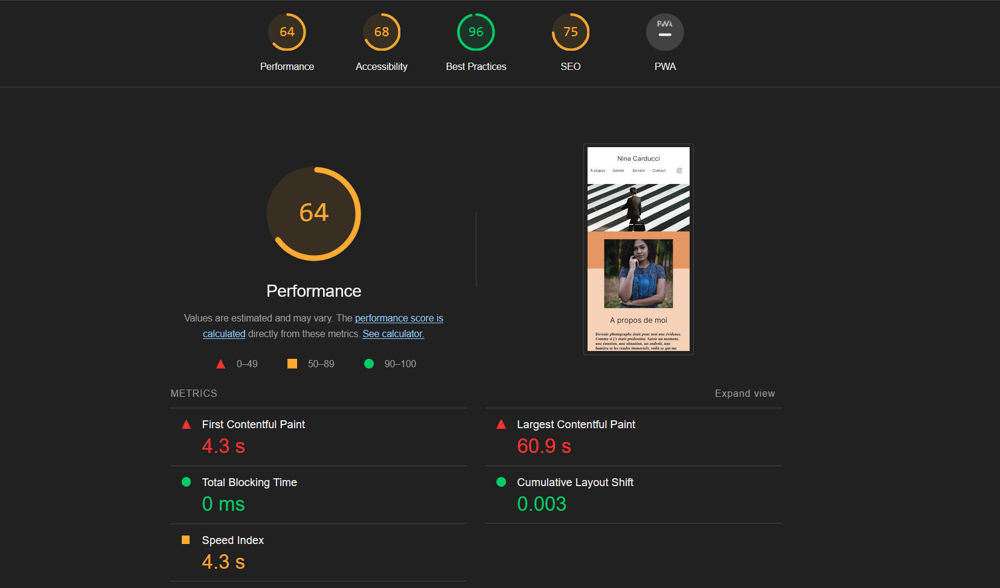 64
68
96
75
PWA
Performance
Accessibility
Best Practices
SEO
PWA
64
Performance
Values are estimated and may vary. The performance score is
calculated directly from these metrics. See calculator.
0–49
50–89
90–100
Nina Carducci
À propos Galerie Service Contact
A propos de moi
Devenir photographe était pour moi une évidence.
Comme si j'y étais prédestiné. Saisir un moment,
une émotion, une situation, un endroit, une
lumière et les rendre immortels, voilà ce qui me
METRICS
Expand view
First Contentful Paint
4.3 s
Largest Contentful Paint
60.9 s
Total Blocking Time
0 ms
Cumulative Layout Shift
0.003
Speed Index
4.3 s